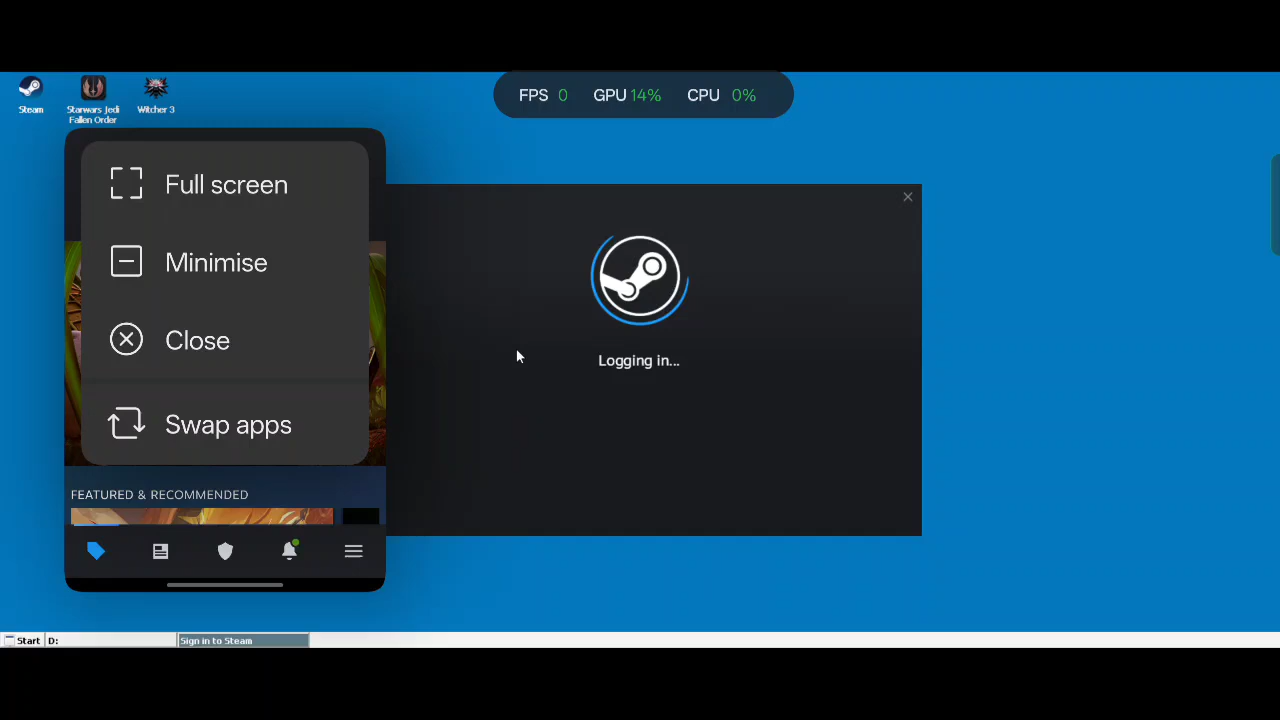 FPS 0 GPU 14% CPU 0%
Steam
Starwars Jedi
Fallen Order
Witcher 3
Full screen
Minimise
Close
Swap apps
Logging in...
FEATURED & RECOMMENDED
Start
D:
Sign in to Steam